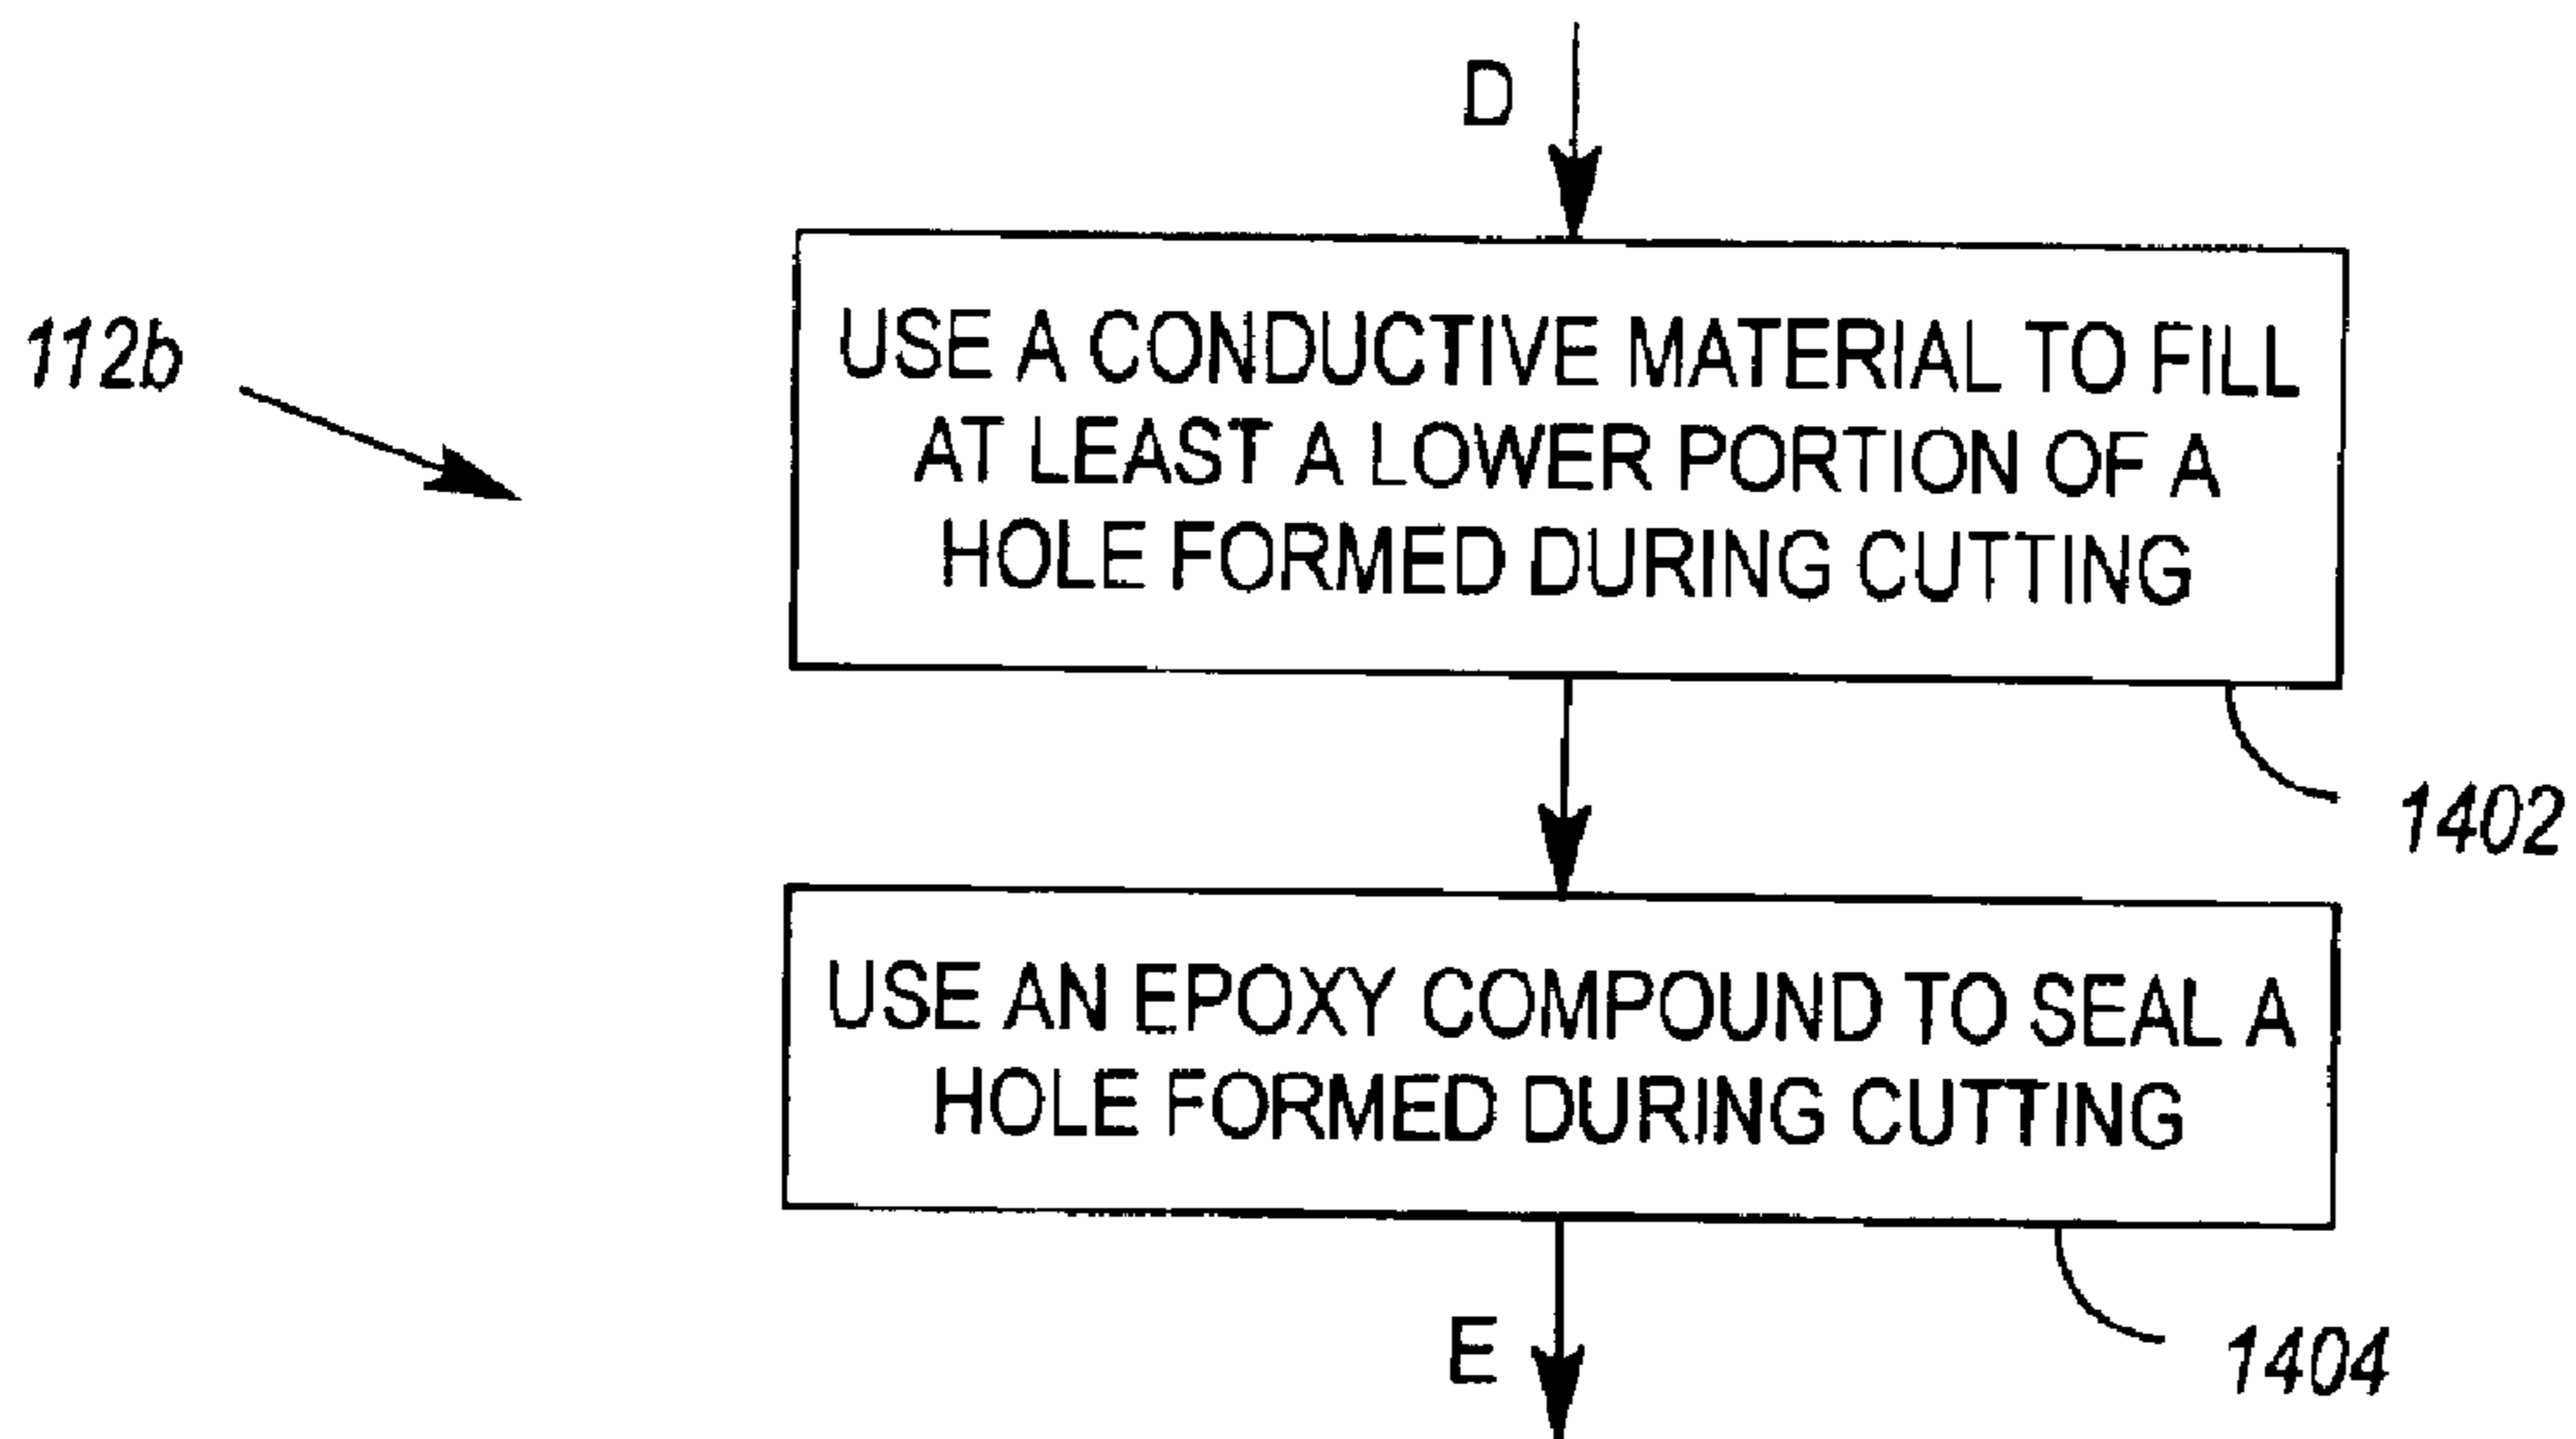 D
112b
USE A CONDUCTIVE MATERIAL TO FILL
AT LEAST A LOWER PORTION OF A
HOLE FORMED DURING CUTTING
1402
USE AN EPOXY COMPOUND TO SEAL A
HOLE FORMED DURING CUTTING
E
1404